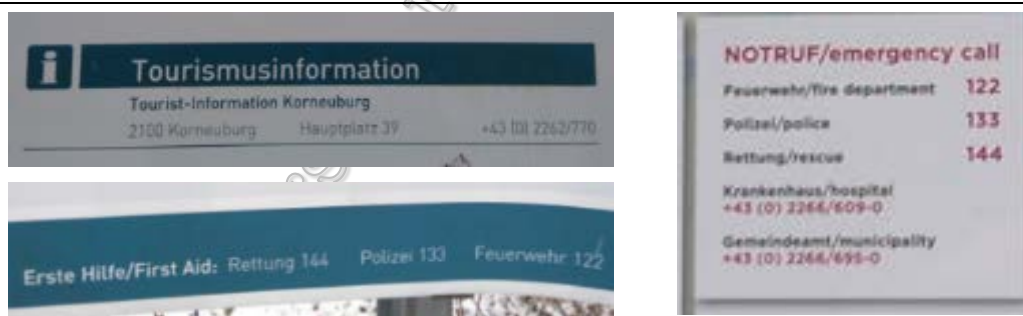 i Tourismusinformation
Tourist-Information Korneuburg
2100 Korneuburg Hauptplatz 39 +43 (0) 2262/770
Erste Hilfe/First Aid: Rettung 144 Polizei 133 Feuerwehr 122
NOTRUF/emergency call
Feuerwehr/fire department 122
Polizei/police 133
Rettung/rescue 144
Krankenhaus/hospital
+43 (0) 2266/609-0
Gemeindeamt/municipality
+43 (0) 2266/695-0